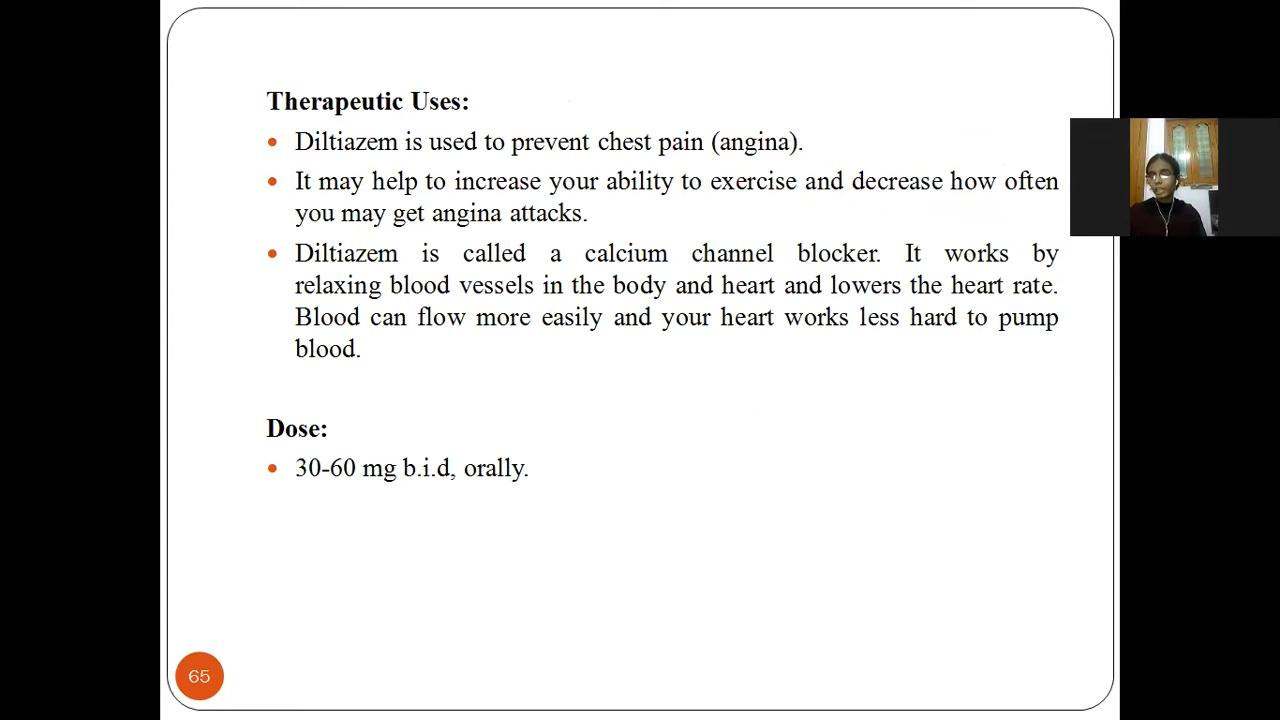 Therapeutic Uses:
• Diltiazem is used to prevent chest pain (angina).
• It may help to increase your ability to exercise and decrease how often
you may get angina attacks.
• Diltiazem is called a calcium channel blocker. It works by
relaxing blood vessels in the body and heart and lowers the heart rate.
Blood can flow more easily and your heart works less hard to pump
blood.
Dose:
• 30-60 mg b.i.d, orally.
65